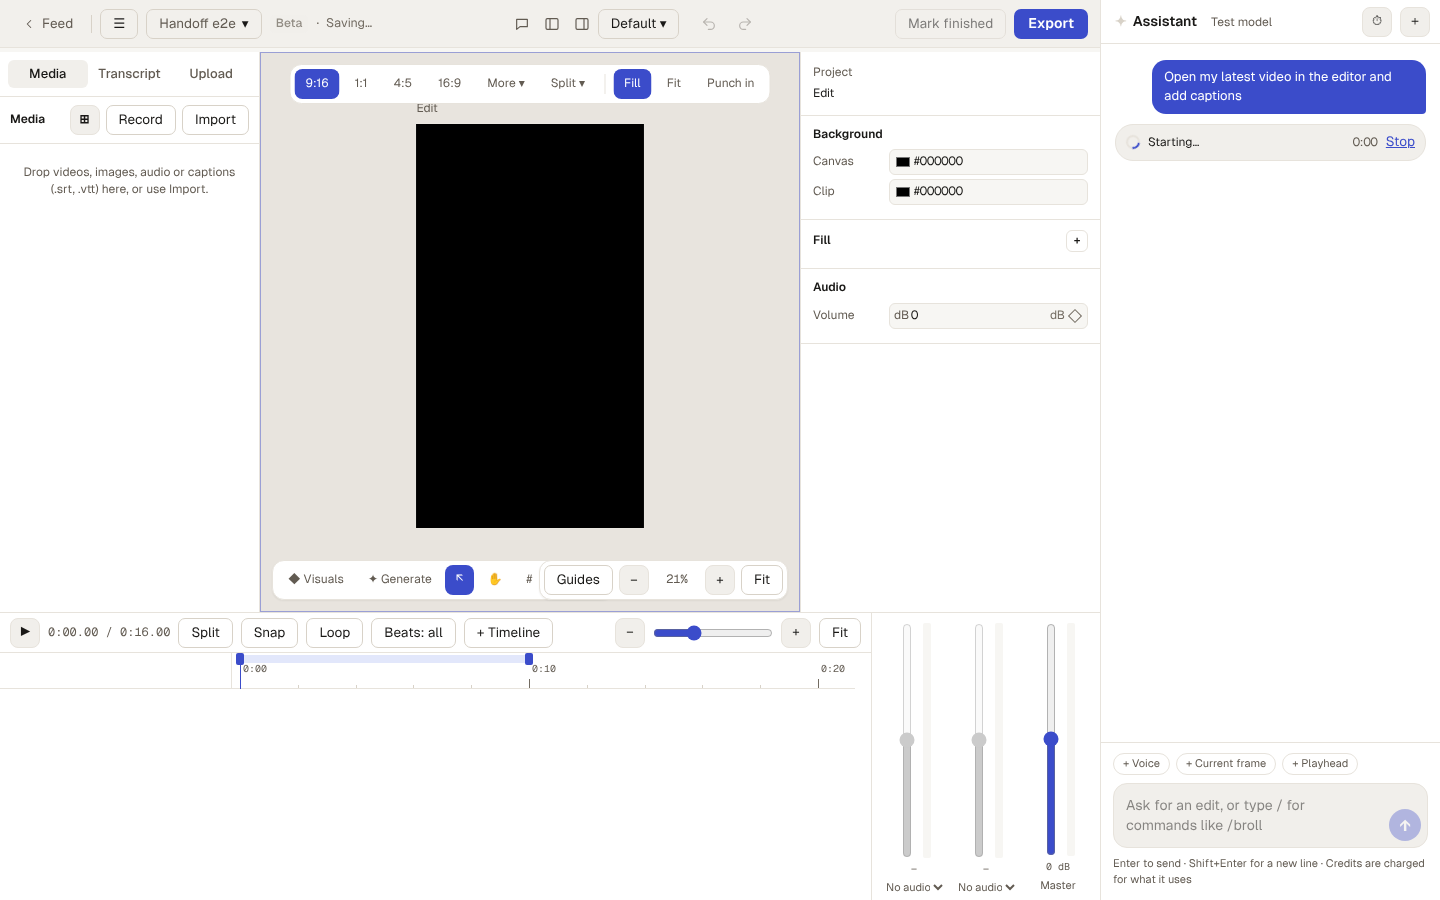 Feed
☰
Handoff e2e ▾
Beta
· Saving...
Default ▾
Mark finished
Export
Assistant
Test model
Media
Transcript
Upload
Media
Record
Import
Drop videos, images, audio or captions
(.srt, .vtt) here, or use Import.
9:16
1:1
4:5
16:9
More ▾
Split ▾
Fill
Fit
Punch in
Edit
Visuals
Generate
#
Guides
−
21%
+
Fit
Project
Edit
Background
Canvas
#000000
Clip
#000000
Fill
+
Audio
Volume
dB 0
dB
Open my latest video in the editor and
add captions
Starting...
0:00
Stop
0:00.00 / 0:16.00
Split
Snap
Loop
Beats: all
+ Timeline
−
+
Fit
0:00
0:10
0:20
–
–
0 dB
No audio
No audio
Master
+ Voice
+ Current frame
+ Playhead
Ask for an edit, or type / for
commands like /broll
Enter to send · Shift+Enter for a new line · Credits are charged
for what it uses